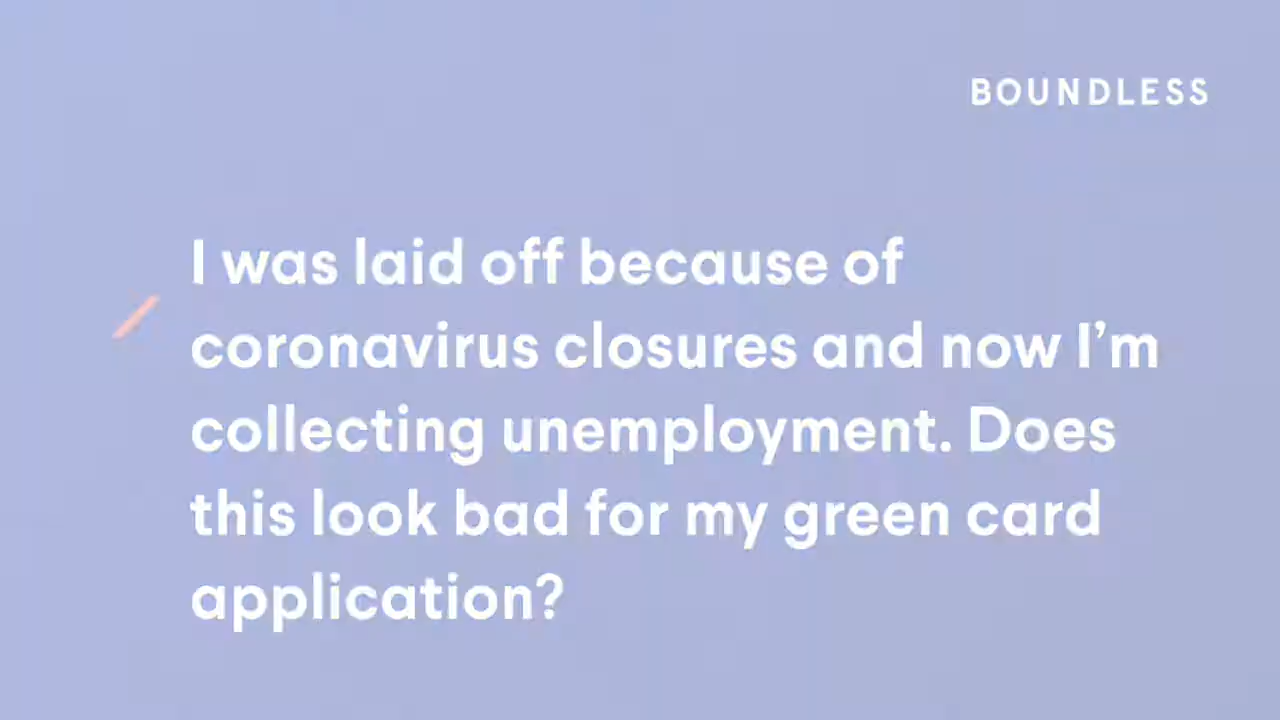 BOUNDLESS
I was laid off because of
coronavirus closures and now I’m
collecting unemployment. Does
this look bad for my green card
application?